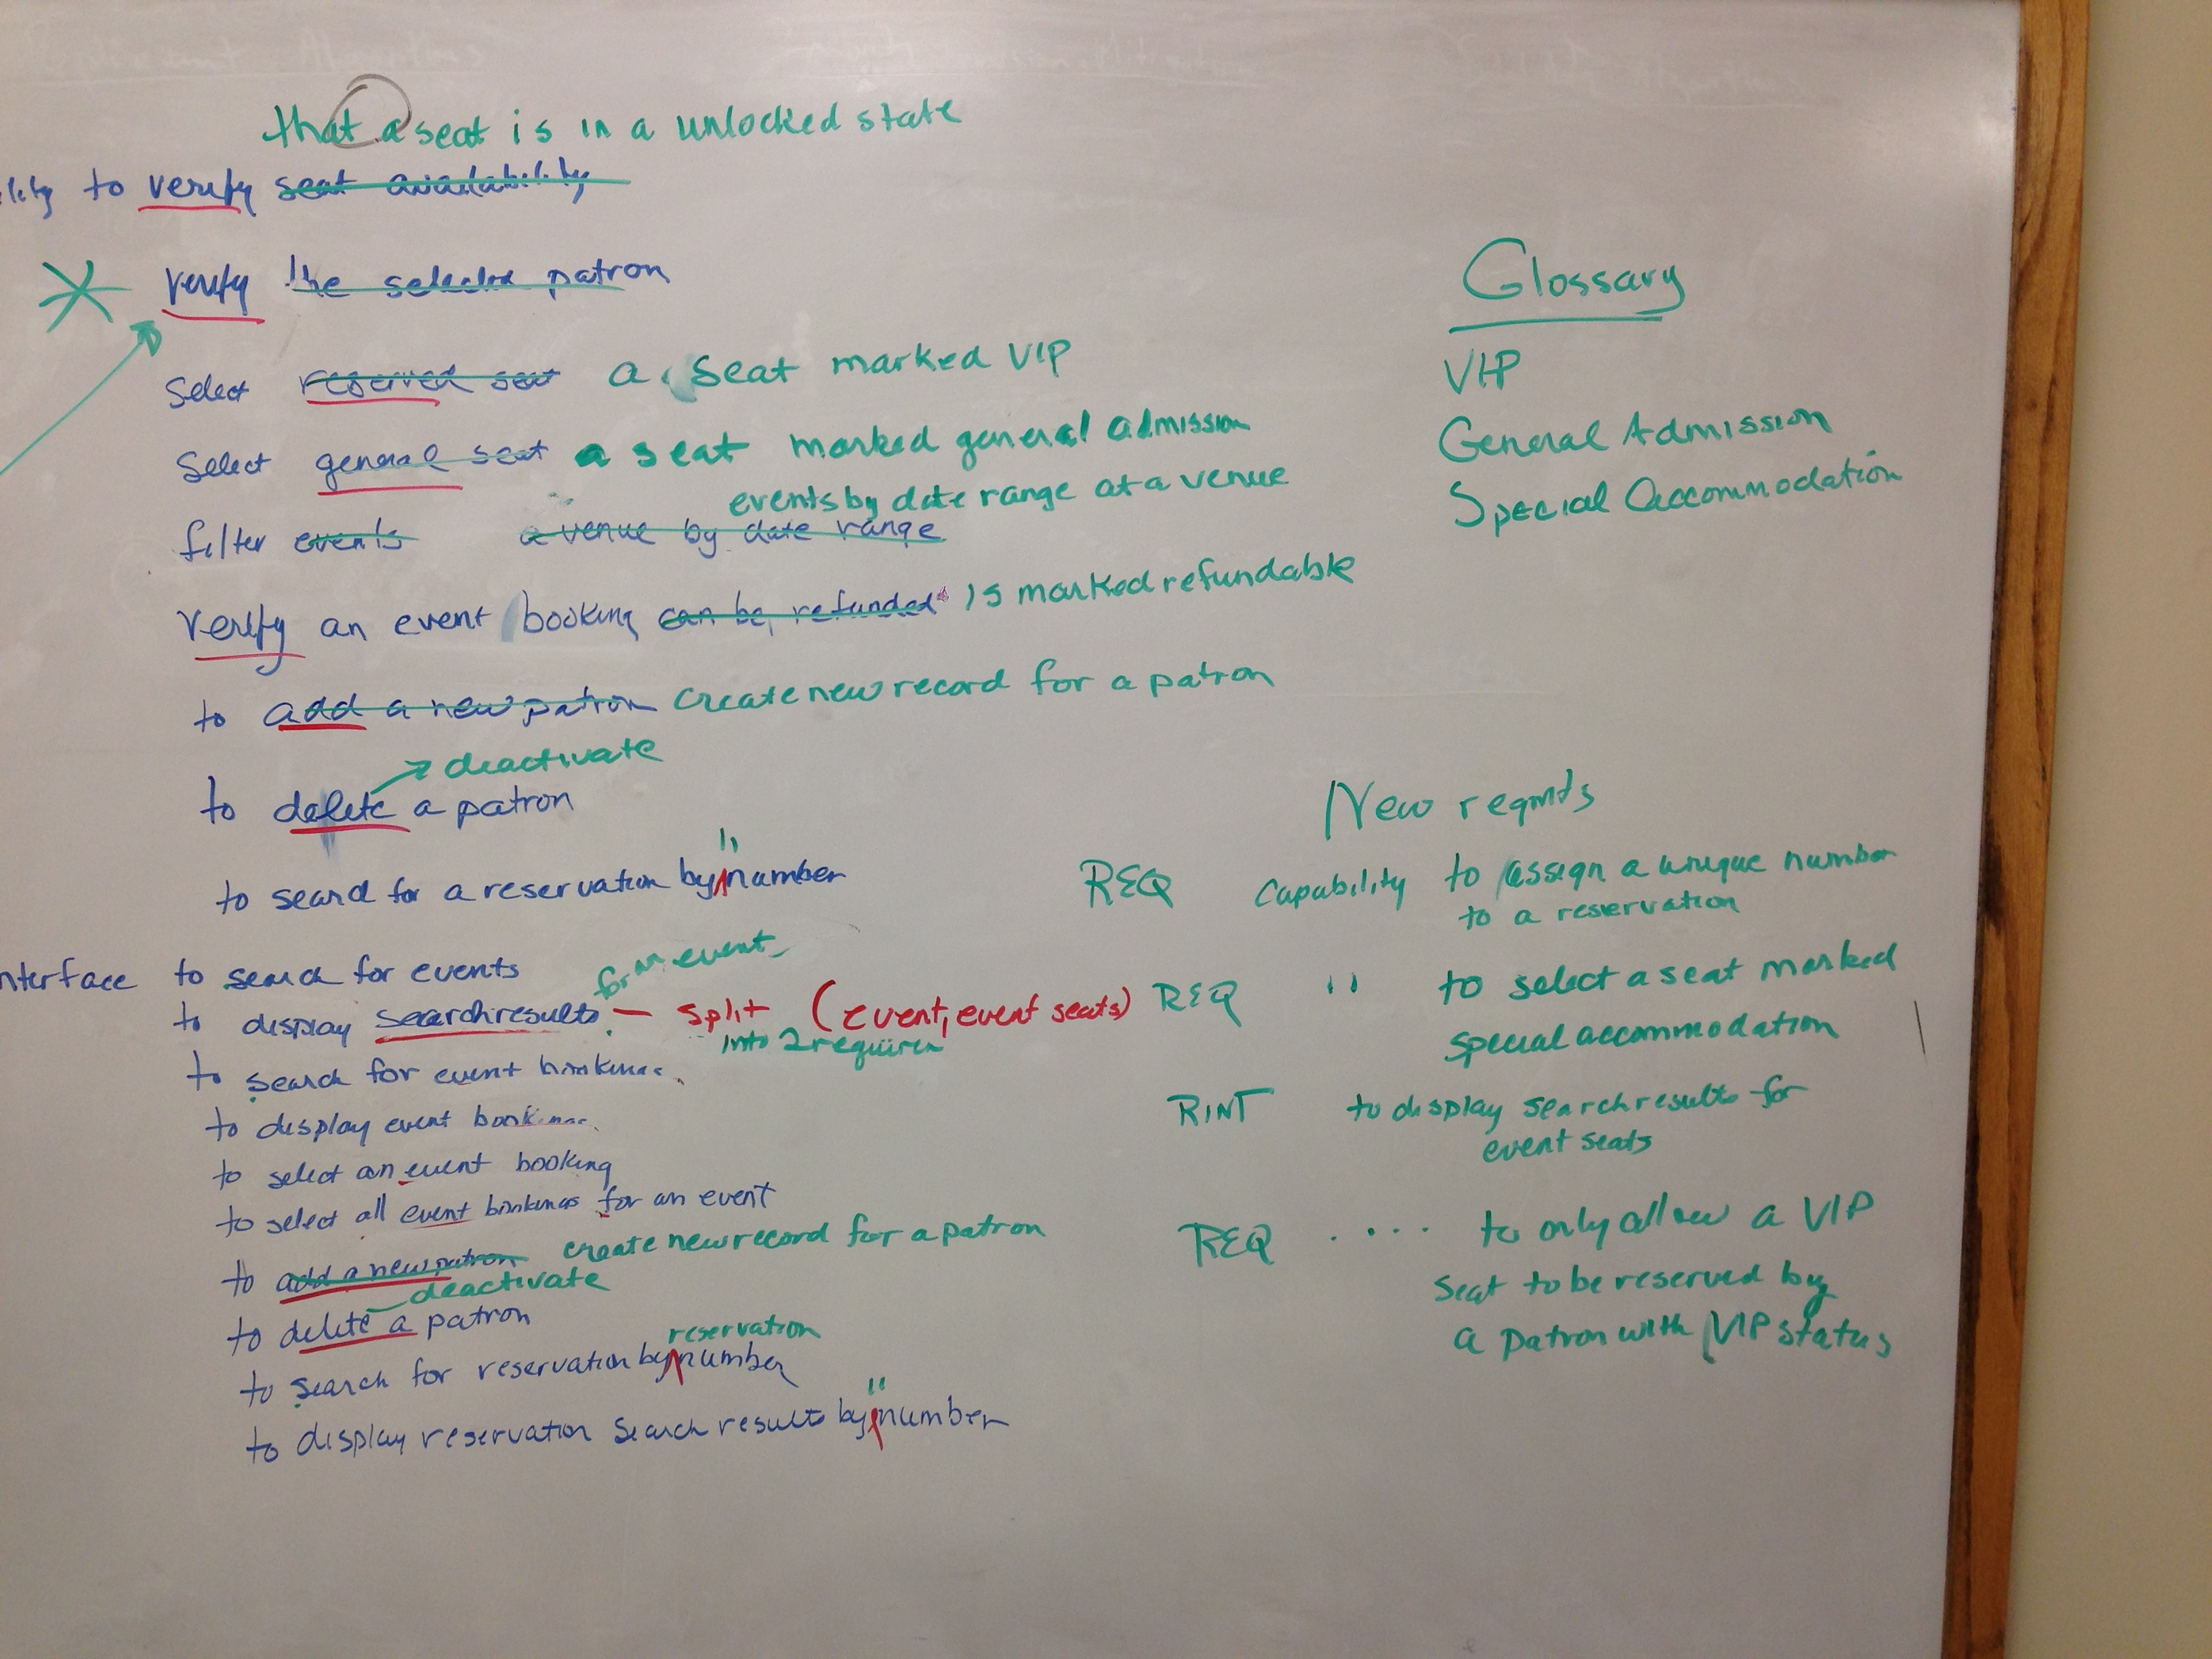 that a seat is in a unlocked state
to verify seat availability
verify the selected patron
Select reserved seat a seat marked VIP
Select general seat a seat marked general admission
events by date range at a venue
filter events a venue by date range
verify an event booking can be refunded is marked refundable
to add a new patron create new record for a patron
deactivate
to delete a patron
"
to search for a reservation by number
for an event
nterface to search for events
to display search results — split (event, event seats)
into 2 requirem
to search for event bookings
to display event bookings
to select an event booking
to select all event bookings for an event
to add a new patron create new record for a patron
deactivate
to delete a patron
reservation
to search for reservation by number
"
to display reservation search results by number
Glossary
VIP
General Admission
Special Accommodation
New reqmts
REQ Capability to assign a unique number
to a reservation
REQ " to select a seat marked
special accommodation
RINT to display search results for
event seats
REQ .... to only allow a VIP
seat to be reserved by
a patron with VIP status